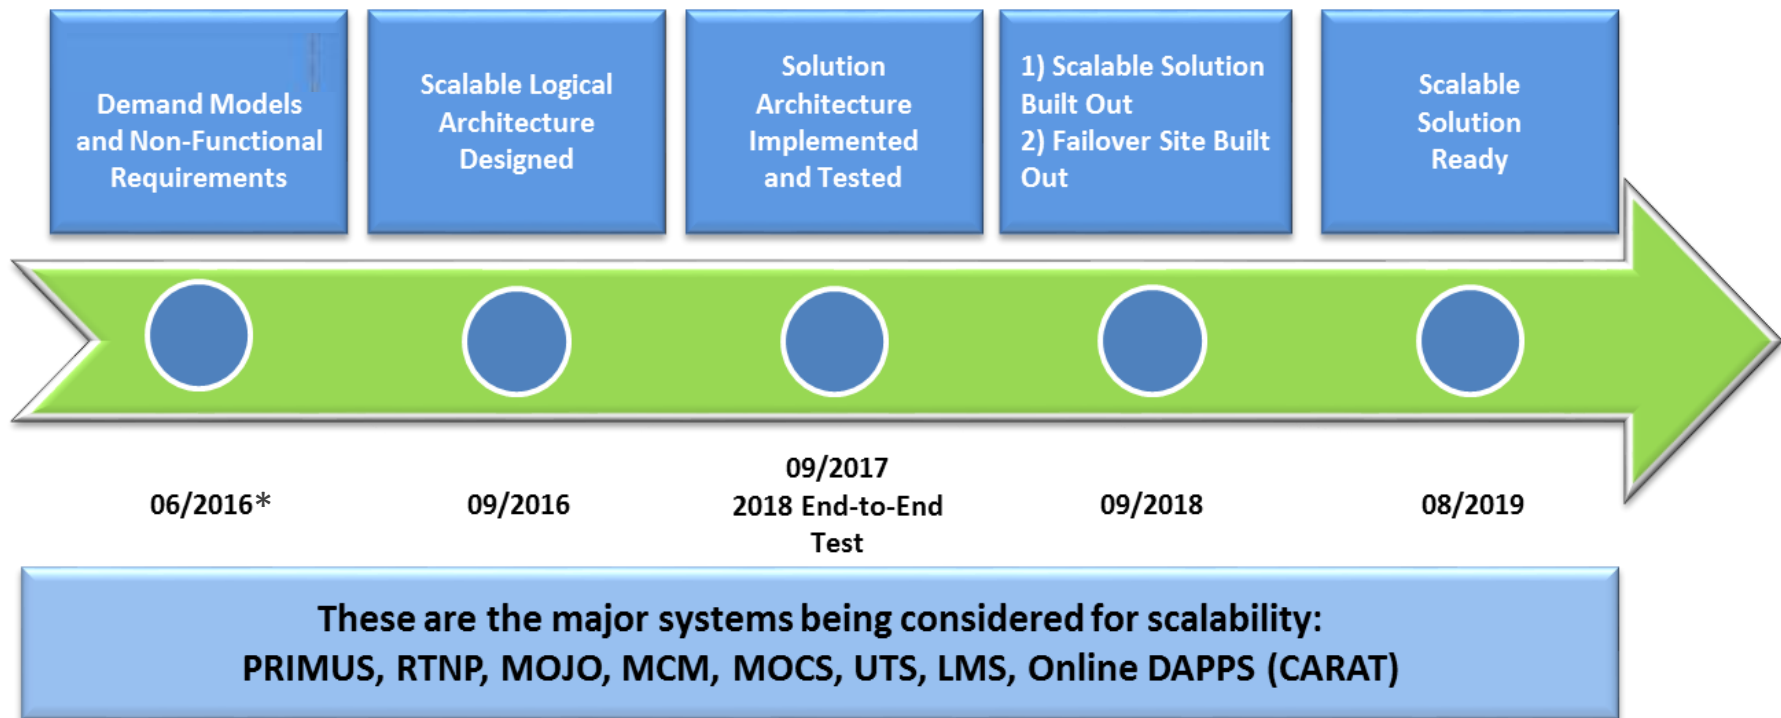 Demand Models
and Non-Functional
Requirements
Scalable Logical
Architecture
Designed
Solution
Architecture
Implemented
and Tested
1) Scalable Solution
Built Out
2) Failover Site Built
Out
Scalable
Solution
Ready
06/2016*
09/2016
09/2017
2018 End-to-End
Test
09/2018
08/2019
These are the major systems being considered for scalability:
PRIMUS, RTNP, MOJO, MCM, MOCS, UTS, LMS, Online DAPPS (CARAT)